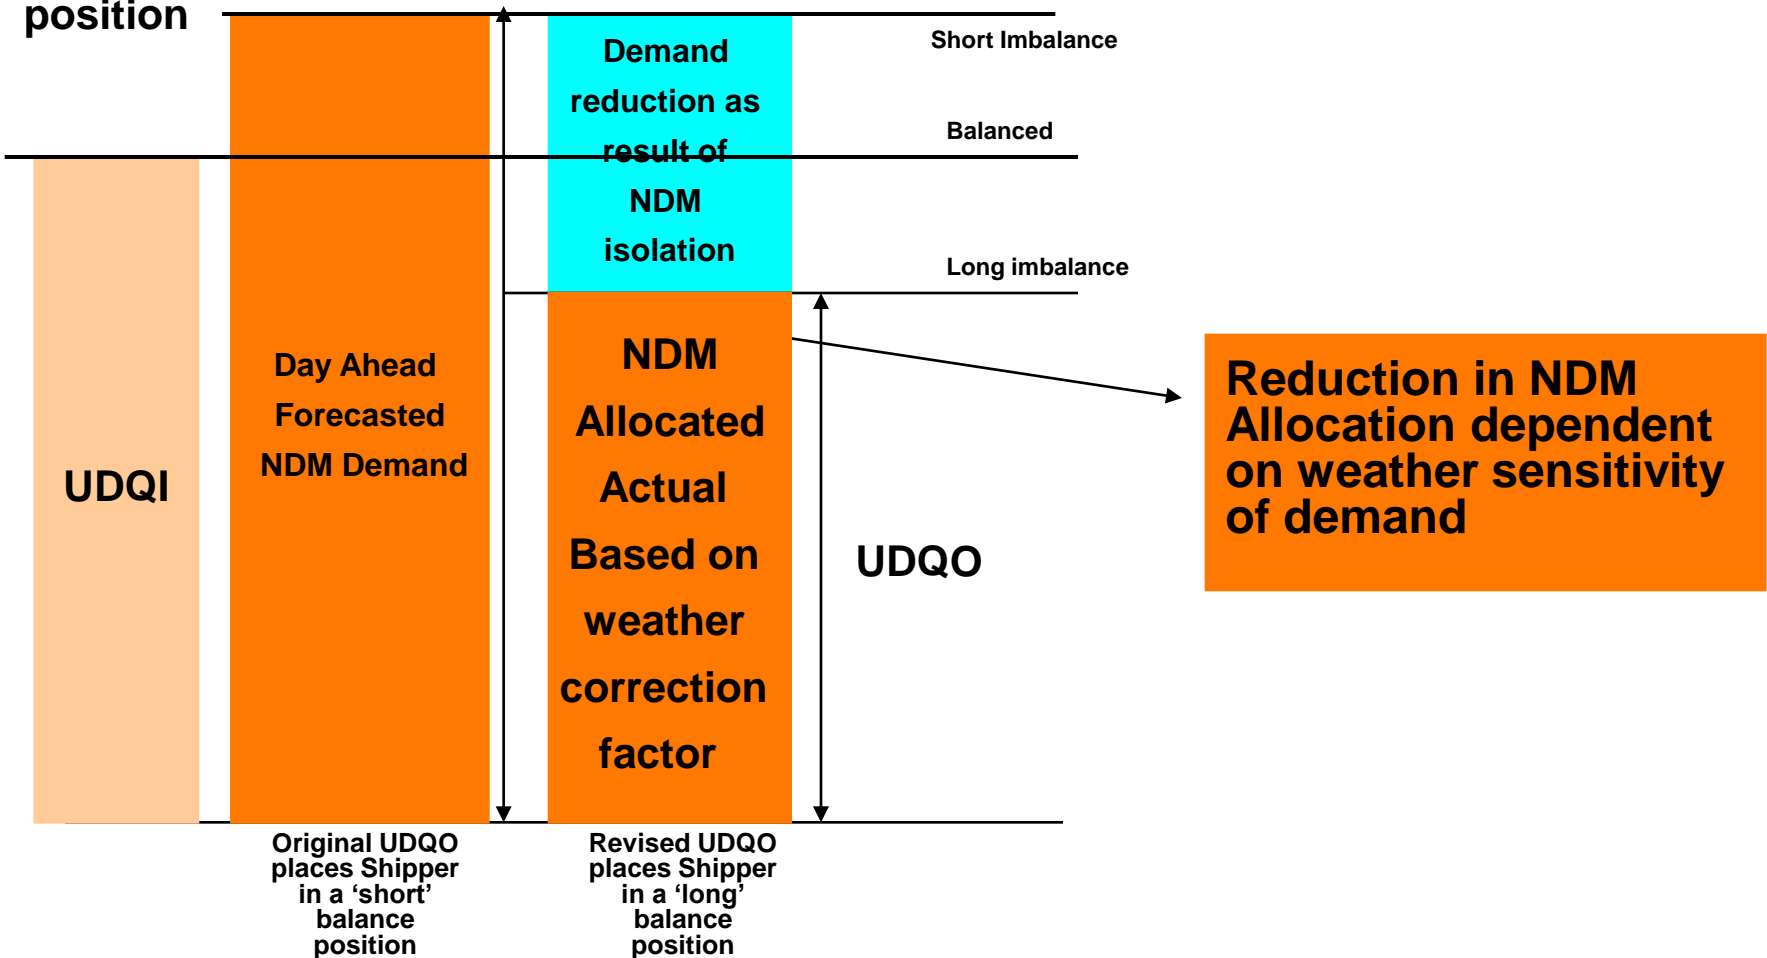 position
Short Imbalance
Demand
reduction as
result of
NDM
isolation
Balanced
Long imbalance
UDQI
Day Ahead
Forecasted
NDM Demand
NDM
Allocated
Actual
Based on
weather
correction
factor
UDQO
Reduction in NDM
Allocation dependent
on weather sensitivity
of demand
Original UDQO
places Shipper
in a ‘short’
balance
position
Revised UDQO
places Shipper
in a ‘long’
balance
position